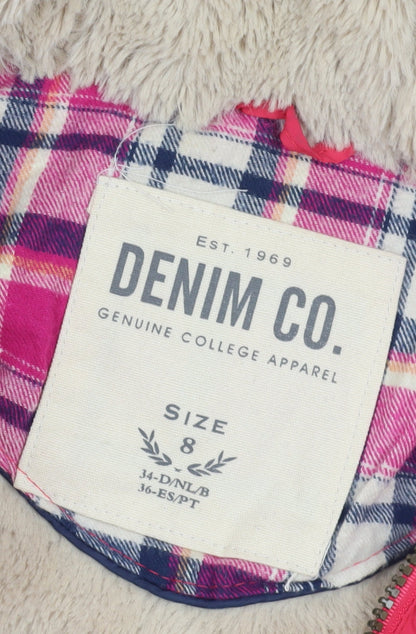 EST. 1969
DENIM CO.
GENUINE COLLEGE APPAREL
SIZE
8
34-D/NL/B
36-ES/PT